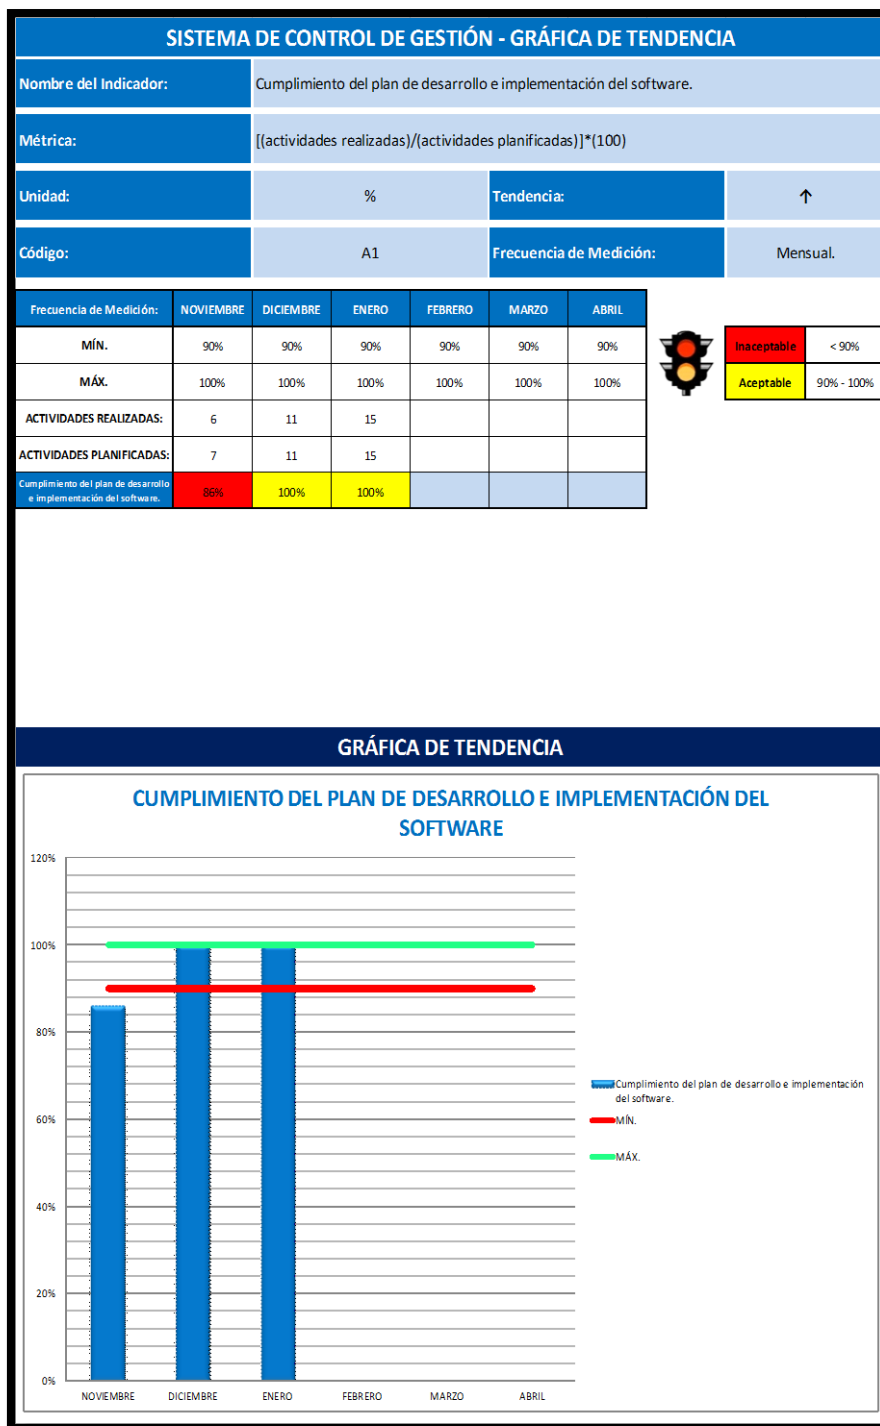 SISTEMA DE CONTROL DE GESTIÓN - GRÁFICA DE TENDENCIA
Nombre del Indicador: Cumplimiento del plan de desarrollo e implementación del software.
Métrica: [(actividades realizadas)/(actividades planificadas)]*(100)
Unidad: % Tendencia: ↑
Código: A1 Frecuencia de Medición: Mensual.
Frecuencia de Medición: NOVIEMBRE DICIEMBRE ENERO FEBRERO MARZO ABRIL
MÍN. 90% 90% 90% 90% 90% 90%
MÁX. 100% 100% 100% 100% 100% 100%
ACTIVIDADES REALIZADAS: 6 11 15
ACTIVIDADES PLANIFICADAS: 7 11 15
Cumplimiento del plan de desarrollo
e implementación del software. 86% 100% 100%
Inaceptable < 90%
Aceptable 90% - 100%
GRÁFICA DE TENDENCIA
CUMPLIMIENTO DEL PLAN DE DESARROLLO E IMPLEMENTACIÓN DEL
SOFTWARE
120%
100%
80%
60%
40%
20%
0%
NOVIEMBRE DICIEMBRE ENERO FEBRERO MARZO ABRIL
Cumplimiento del plan de desarrollo e implementación
del software.
MÍN.
MÁX.